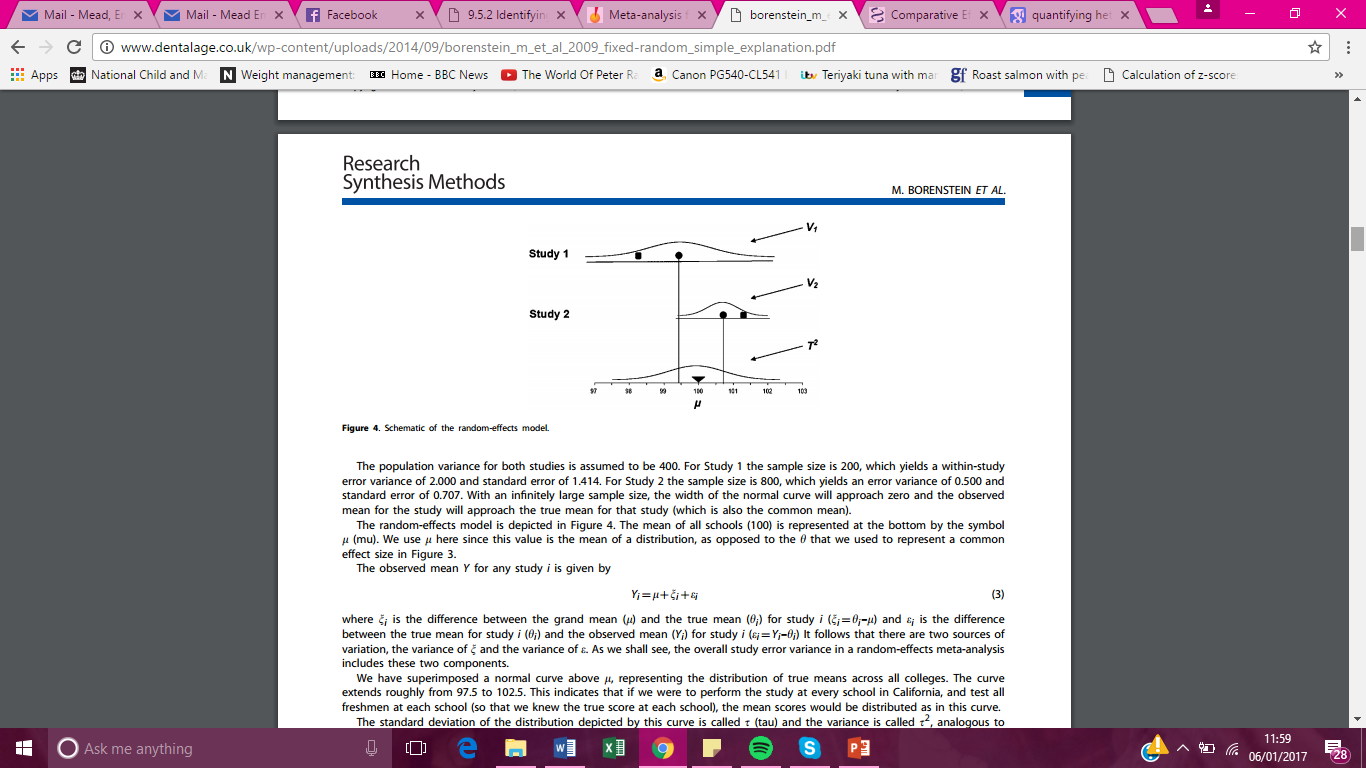 Mail - Mead, E
Mail - Mead En
Facebook
9.5.2 Identifyin
Meta-analysis
borenstein_m_
Comparative E
quantifying he
www.dentalage.co.uk/wp-content/uploads/2014/09/borenstein_m_et_al_2009_fixed-random_simple_explanation.pdf
Apps
National Child and M
Weight management:
BBC Home - BBC News
The World Of Peter R
Canon PG540-CL541
Teriyaki tuna with ma
gf Roast salmon with pe
Calculation of z-score
Research
Synthesis Methods
M. BORENSTEIN ET AL.
V1
Study 1
V2
Study 2
T²
97 98 99 100 101 102 103
μ
Figure 4. Schematic of the random-effects model.
The population variance for both studies is assumed to be 400. For Study 1 the sample size is 200, which yields a within-study
error variance of 2.000 and standard error of 1.414. For Study 2 the sample size is 800, which yields an error variance of 0.500 and
standard error of 0.707. With an infinitely large sample size, the width of the normal curve will approach zero and the observed
mean for the study will approach the true mean for that study (which is also the common mean).
The random-effects model is depicted in Figure 4. The mean of all schools (100) is represented at the bottom by the symbol
μ (mu). We use μ here since this value is the mean of a distribution, as opposed to the θ that we used to represent a common
effect size in Figure 3.
The observed mean Y for any study i is given by
Yi=μ+ξi+εi (3)
where ξi is the difference between the grand mean (μ) and the true mean (θi) for study i (ξi=θi−μ) and εi is the difference
between the true mean for study i (θi) and the observed mean (Yi) for study i (εi=Yi−θi) It follows that there are two sources of
variation, the variance of ξ and the variance of ε. As we shall see, the overall study error variance in a random-effects meta-analysis
includes these two components.
We have superimposed a normal curve above μ, representing the distribution of true means across all colleges. The curve
extends roughly from 97.5 to 102.5. This indicates that if we were to perform the study at every school in California, and test all
freshmen at each school (so that we knew the true score at each school), the mean scores would be distributed as in this curve.
The standard deviation of the distribution depicted by this curve is called τ (tau) and the variance is called τ², analogous to
Ask me anything
11:59
06/01/2017
28